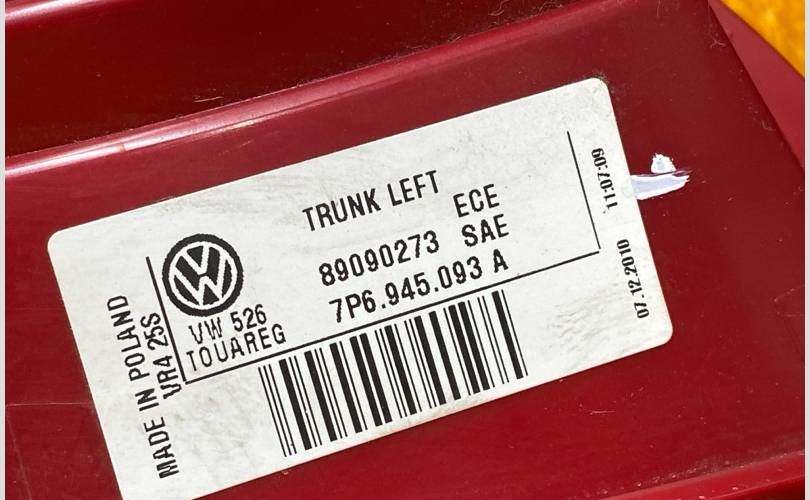 TRUNK LEFT
ECE
89090273 SAE
7P6.945.093 A
VW 526
TOUAREG
MADE IN POLAND
VR4 25S
11:07:09
07.12.2010